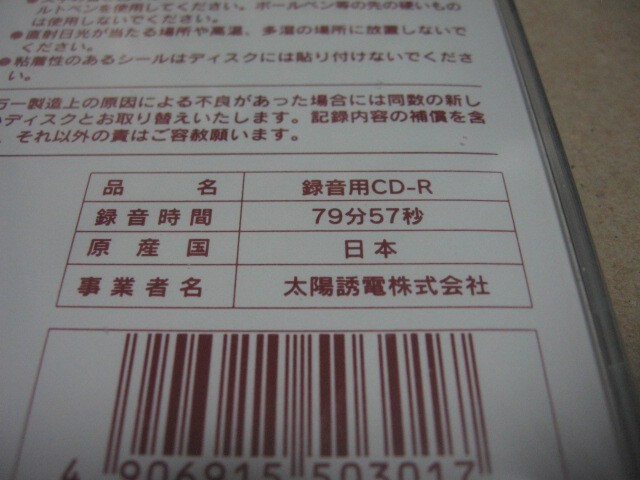 ルトペンを使用してください。ボールペン等の先の硬いもの
は使用しないでください。
●直射日光が当たる場所や高温、多湿の場所に放置しないで
ください。
●粘着性のあるシールはディスクには貼り付けないでくださ
い。
万一製造上の原因による不良があった場合には同数の新し
のディスクとお取り替えいたします。記録内容の補償を含
、それ以外の責はご容赦願います。
品名 録音用CD-R
録音時間 79分57秒
原産国 日本
事業者名 太陽誘電株式会社
4 906915 503017